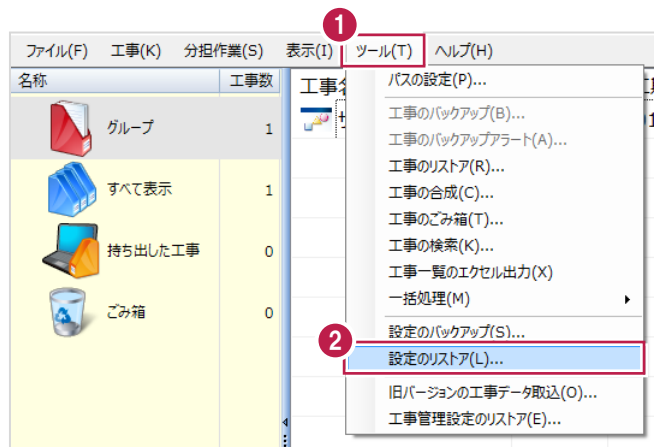 1
ファイル(F) 工事(K) 分担作業(S) 表示(I) ツール(T) ヘルプ(H)
名称 工事数
グループ 1
すべて表示 1
持ち出した工事 0
ごみ箱 0
パスの設定(P)...
工事のバックアップ(B)...
工事のバックアップアラート(A)...
工事のリストア(R)...
工事の合成(C)...
工事のごみ箱(T)...
工事の検索(K)...
工事一覧のエクセル出力(X)
一括処理(M)
設定のバックアップ(S)...
2
設定のリストア(L)...
旧バージョンの工事データ取込(O)...
工事管理設定のリストア(E)...